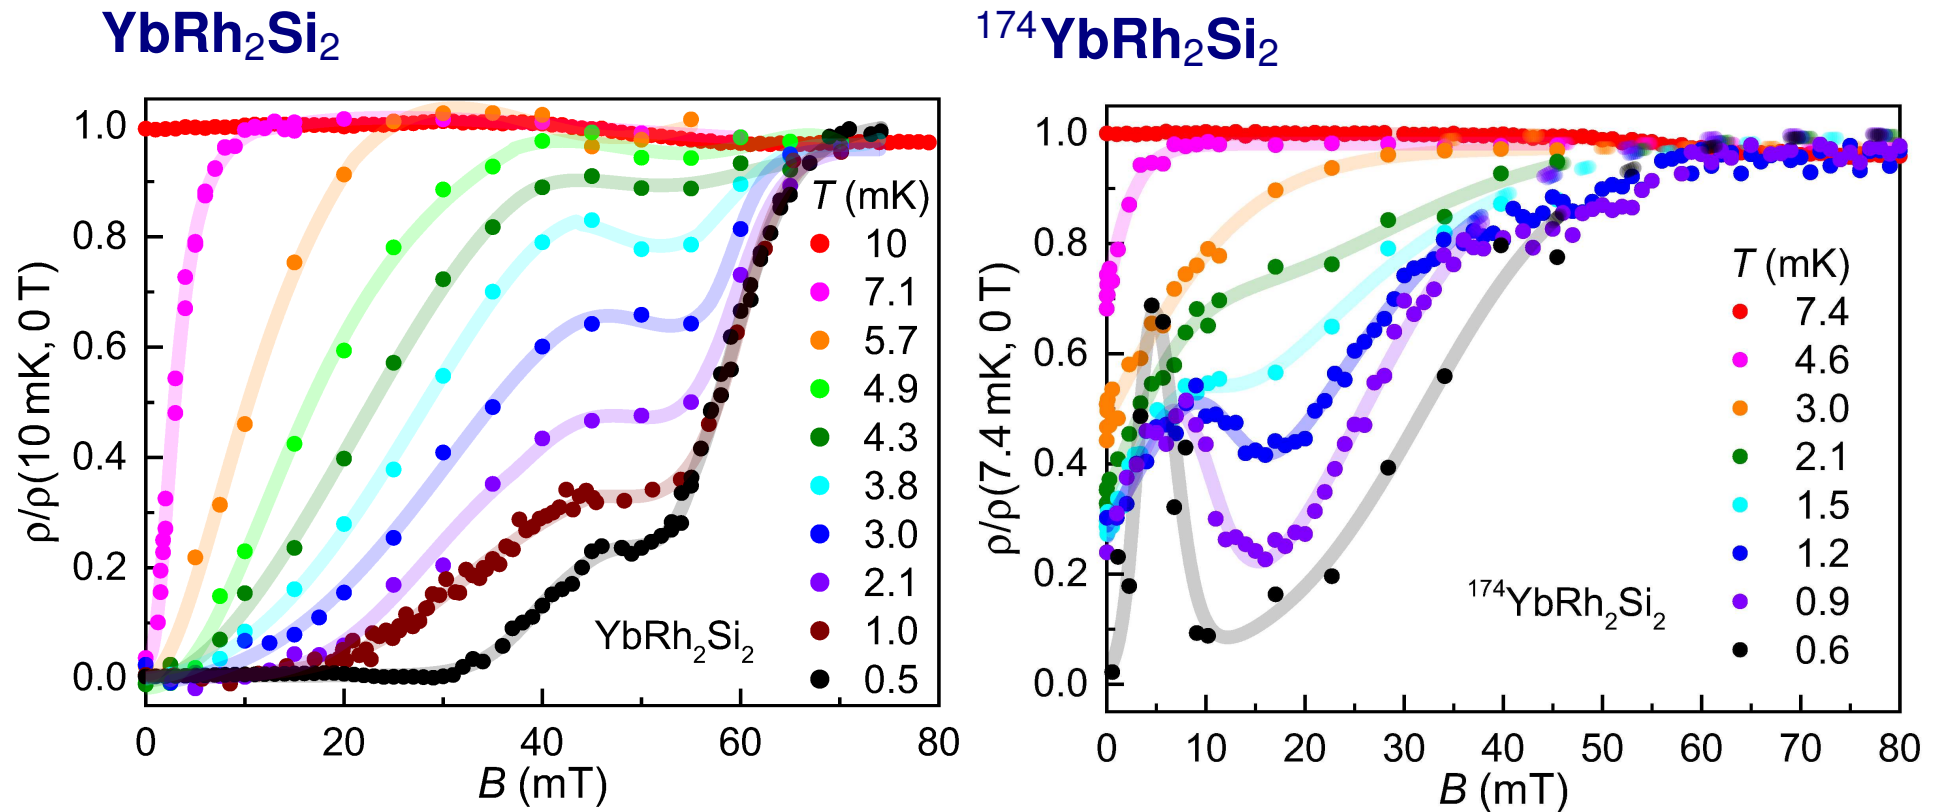 YbRh₂Si₂
ρ/ρ(10 mK, 0 T)
1.0
0.8
0.6
0.4
0.2
0.0
0 20 40 60 80
B (mT)
T (mK)
10
7.1
5.7
4.9
4.3
3.8
3.0
2.1
1.0
0.5
YbRh₂Si₂
¹⁷⁴YbRh₂Si₂
ρ/ρ(7.4 mK, 0 T)
1.0
0.8
0.6
0.4
0.2
0.0
0 10 20 30 40 50 60 70 80
B (mT)
T (mK)
7.4
4.6
3.0
2.1
1.5
1.2
0.9
0.6
¹⁷⁴YbRh₂Si₂